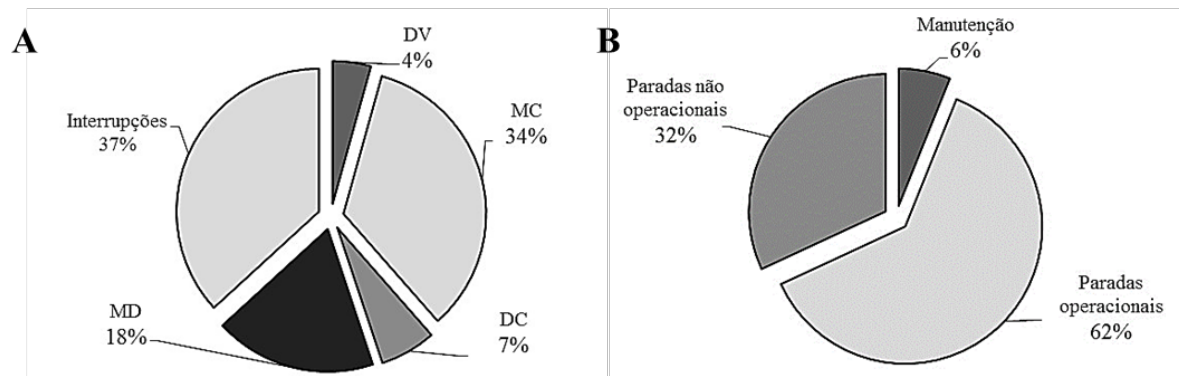 A
DV
4%
MC
34%
DC
7%
MD
18%
Interrupções
37%
B
Manutenção
6%
Paradas
operacionais
62%
Paradas não
operacionais
32%